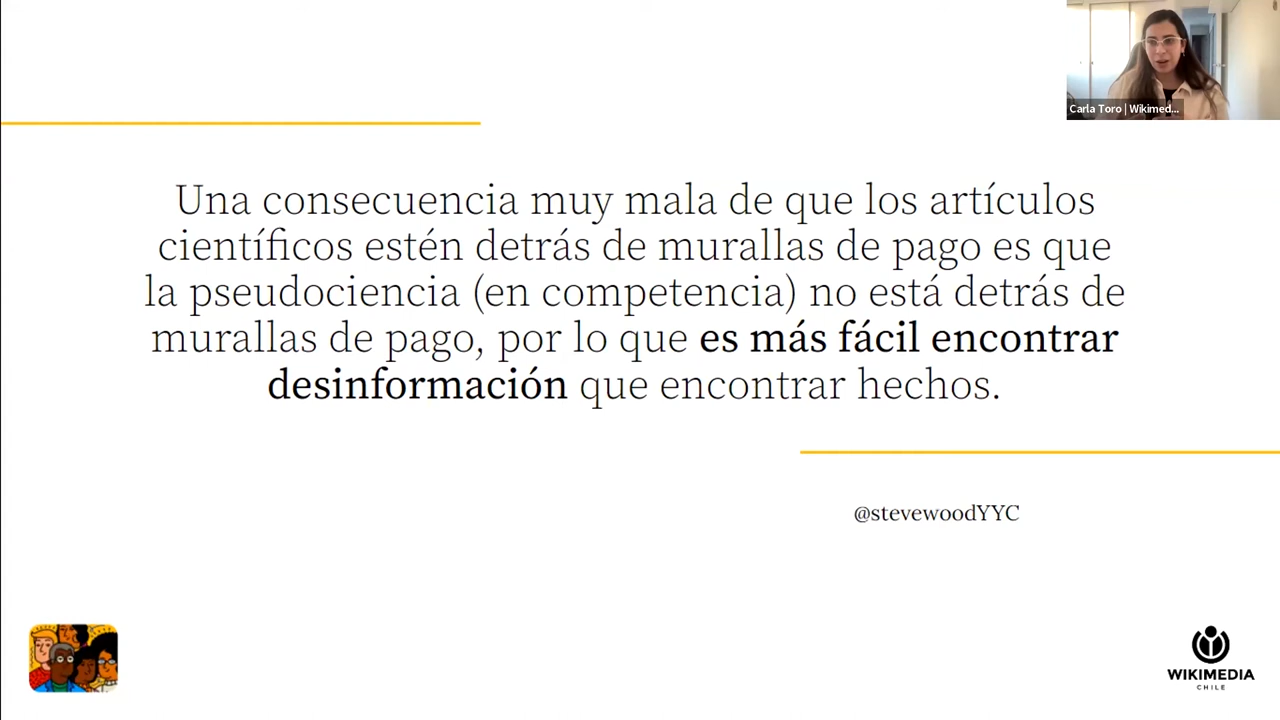 Carla Toro | Wikimed...
Una consecuencia muy mala de que los artículos
científicos estén detrás de murallas de pago es que
la pseudociencia (en competencia) no está detrás de
murallas de pago, por lo que es más fácil encontrar
desinformación que encontrar hechos.
@stevewoodYYC
WIKIMEDIA
CHILE